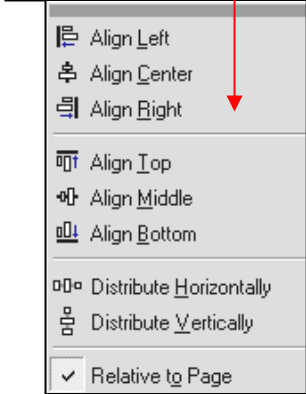 Align Left
Align Center
Align Right
Align Top
Align Middle
Align Bottom
Distribute Horizontally
Distribute Vertically
Relative to Page